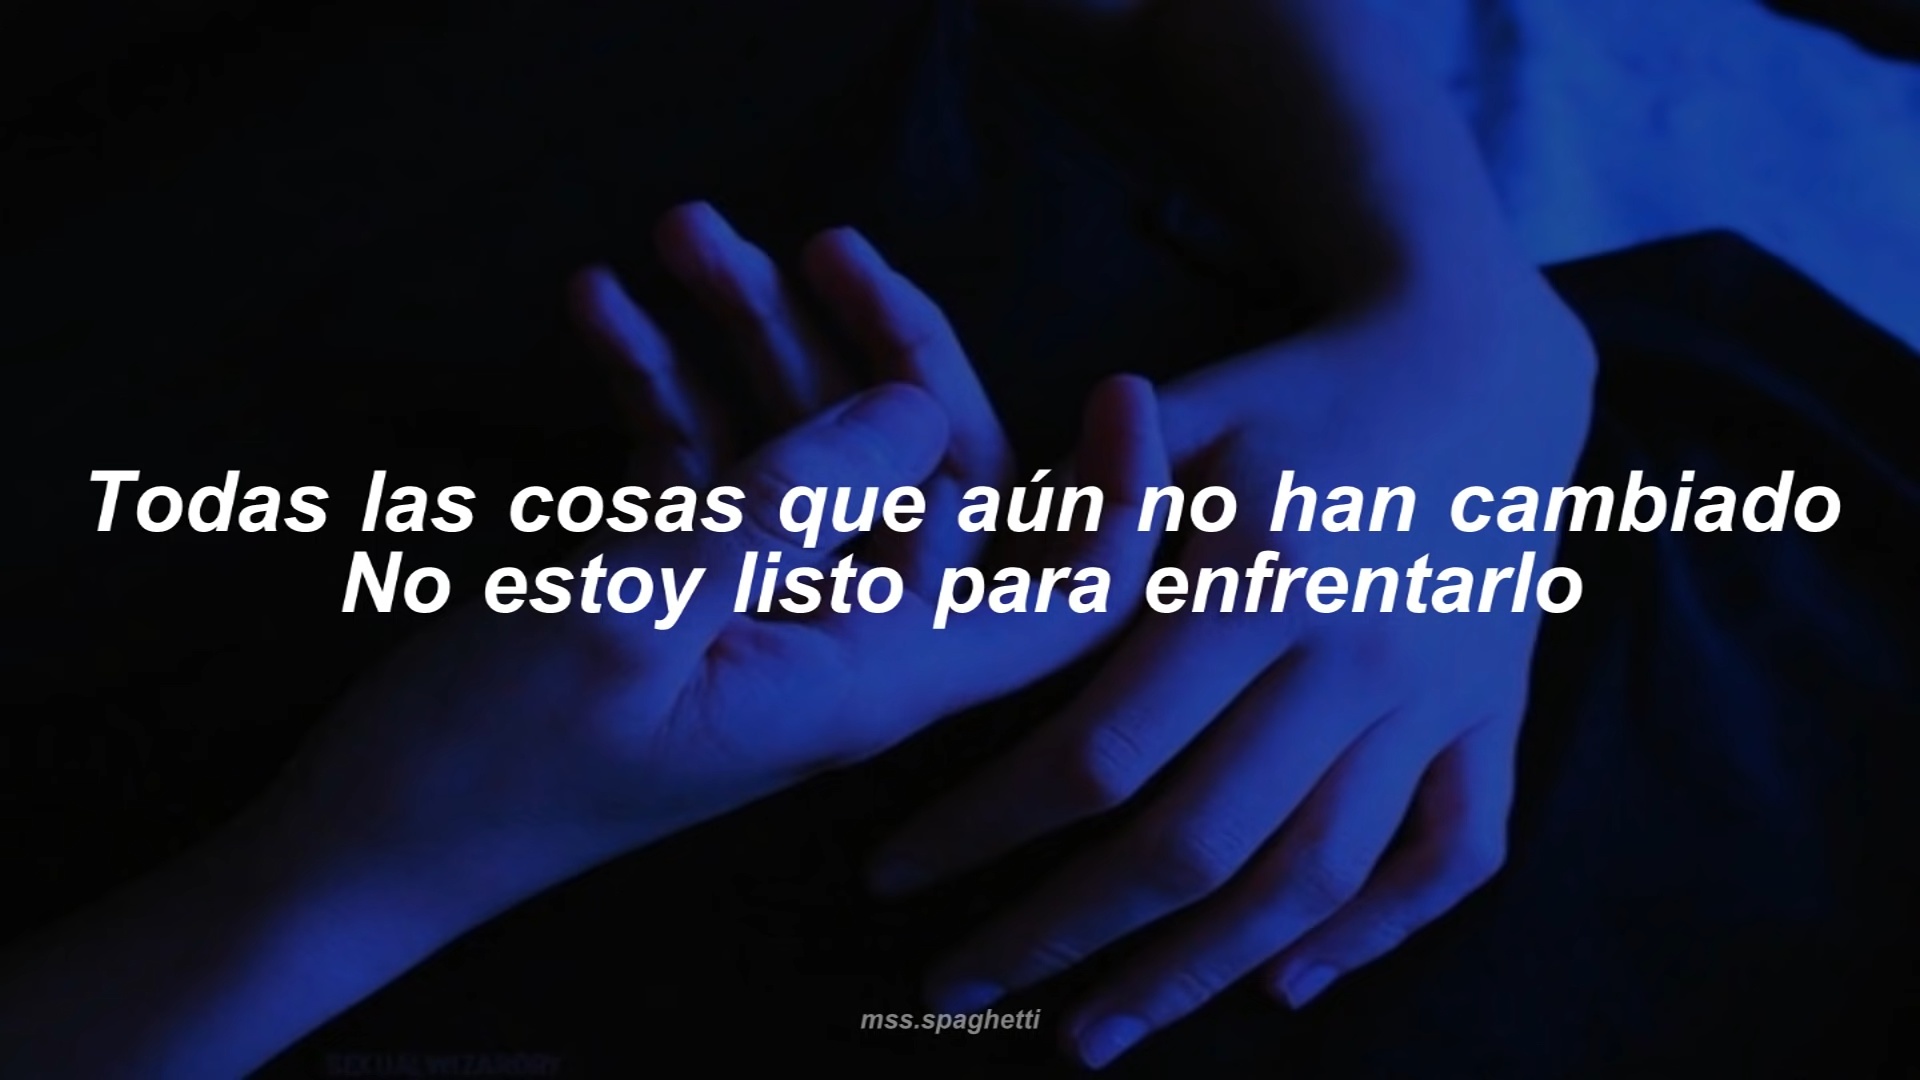 Todas las cosas que aún no han cambiado
No estoy listo para enfrentarlo
mss.spaghetti